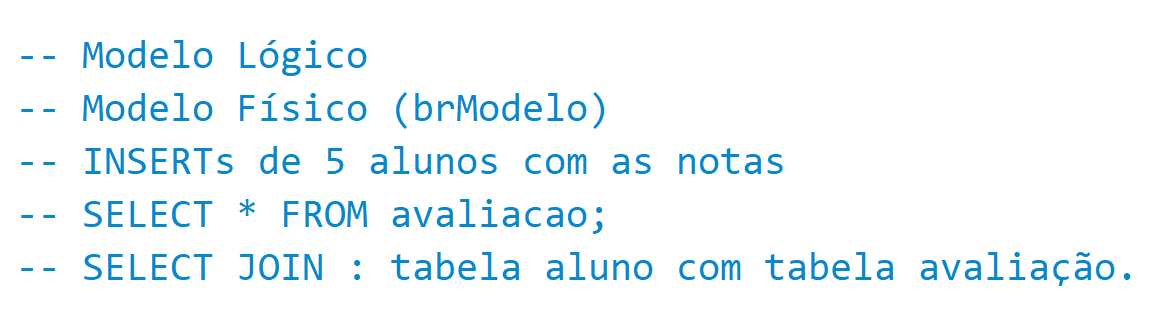 -- Modelo Lógico
-- Modelo Físico (brModelo)
-- INSERTs de 5 alunos com as notas
-- SELECT * FROM avaliacao;
-- SELECT JOIN : tabela aluno com tabela avaliação.